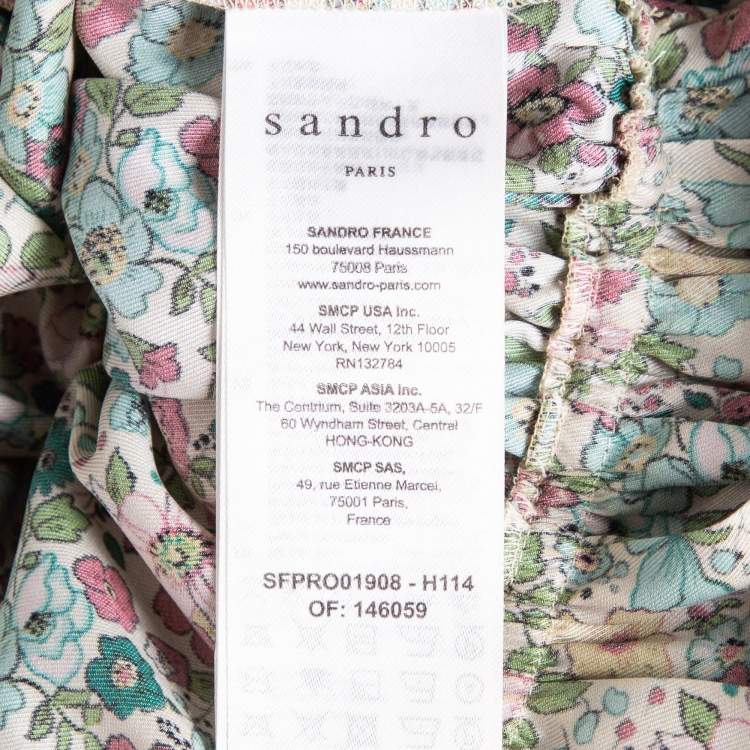 sandro
PARIS
SANDRO FRANCE
150 boulevard Haussmann
75008 Paris
www.sandro-paris.com
SMCP USA Inc.
44 Wall Street, 12th Floor
New York, New York 10005
RN132784
SMCP ASIA Inc.
The Centrium, Suite 3203A-5A, 32/F
60 Wyndham Street, Central
HONG-KONG
SMCP SAS,
49, rue Etienne Marcel,
75001 Paris,
France
SFPRO01908 - H114
OF: 146059